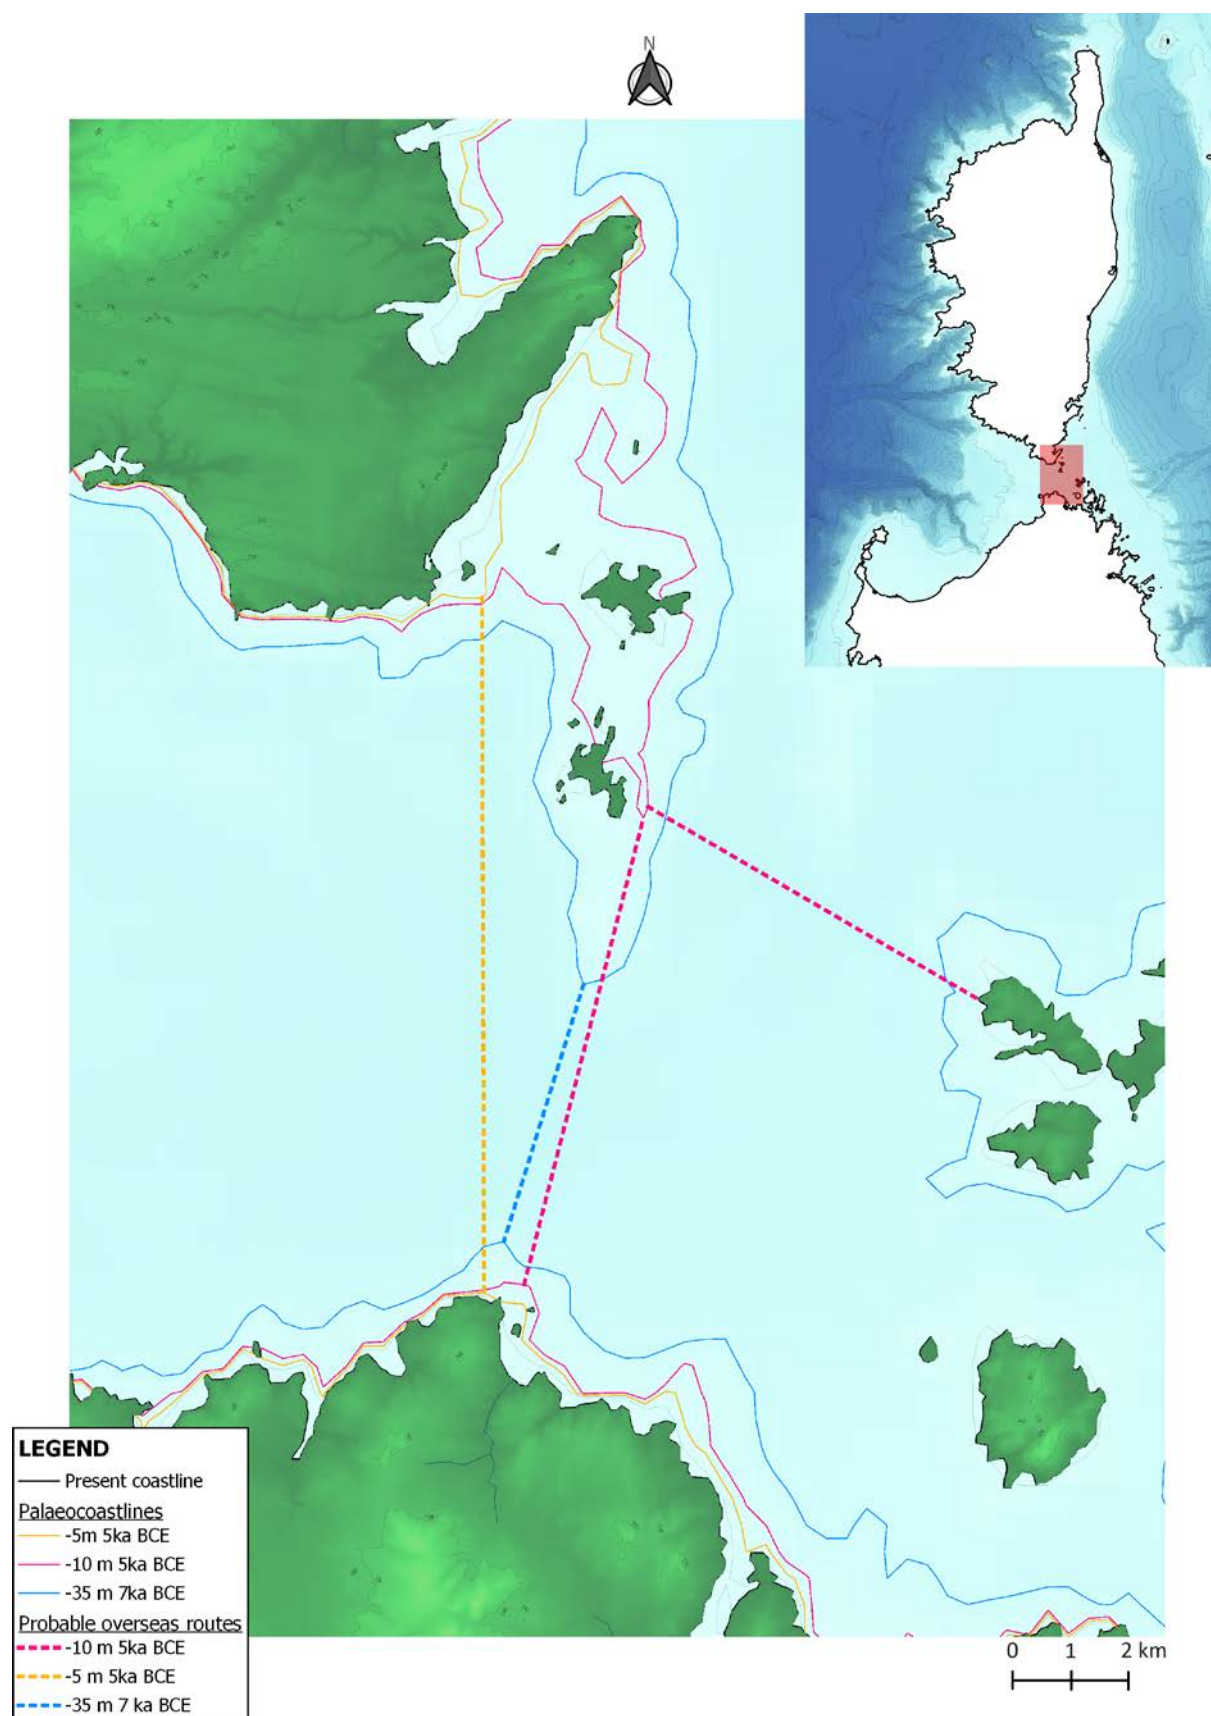 N
LEGEND
Present coastline
Palaeocoastlines
-5m 5ka BCE
-10 m 5ka BCE
-35 m 7ka BCE
Probable overseas routes
-10 m 5ka BCE
-5 m 5ka BCE
-35 m 7 ka BCE
0 1 2 km